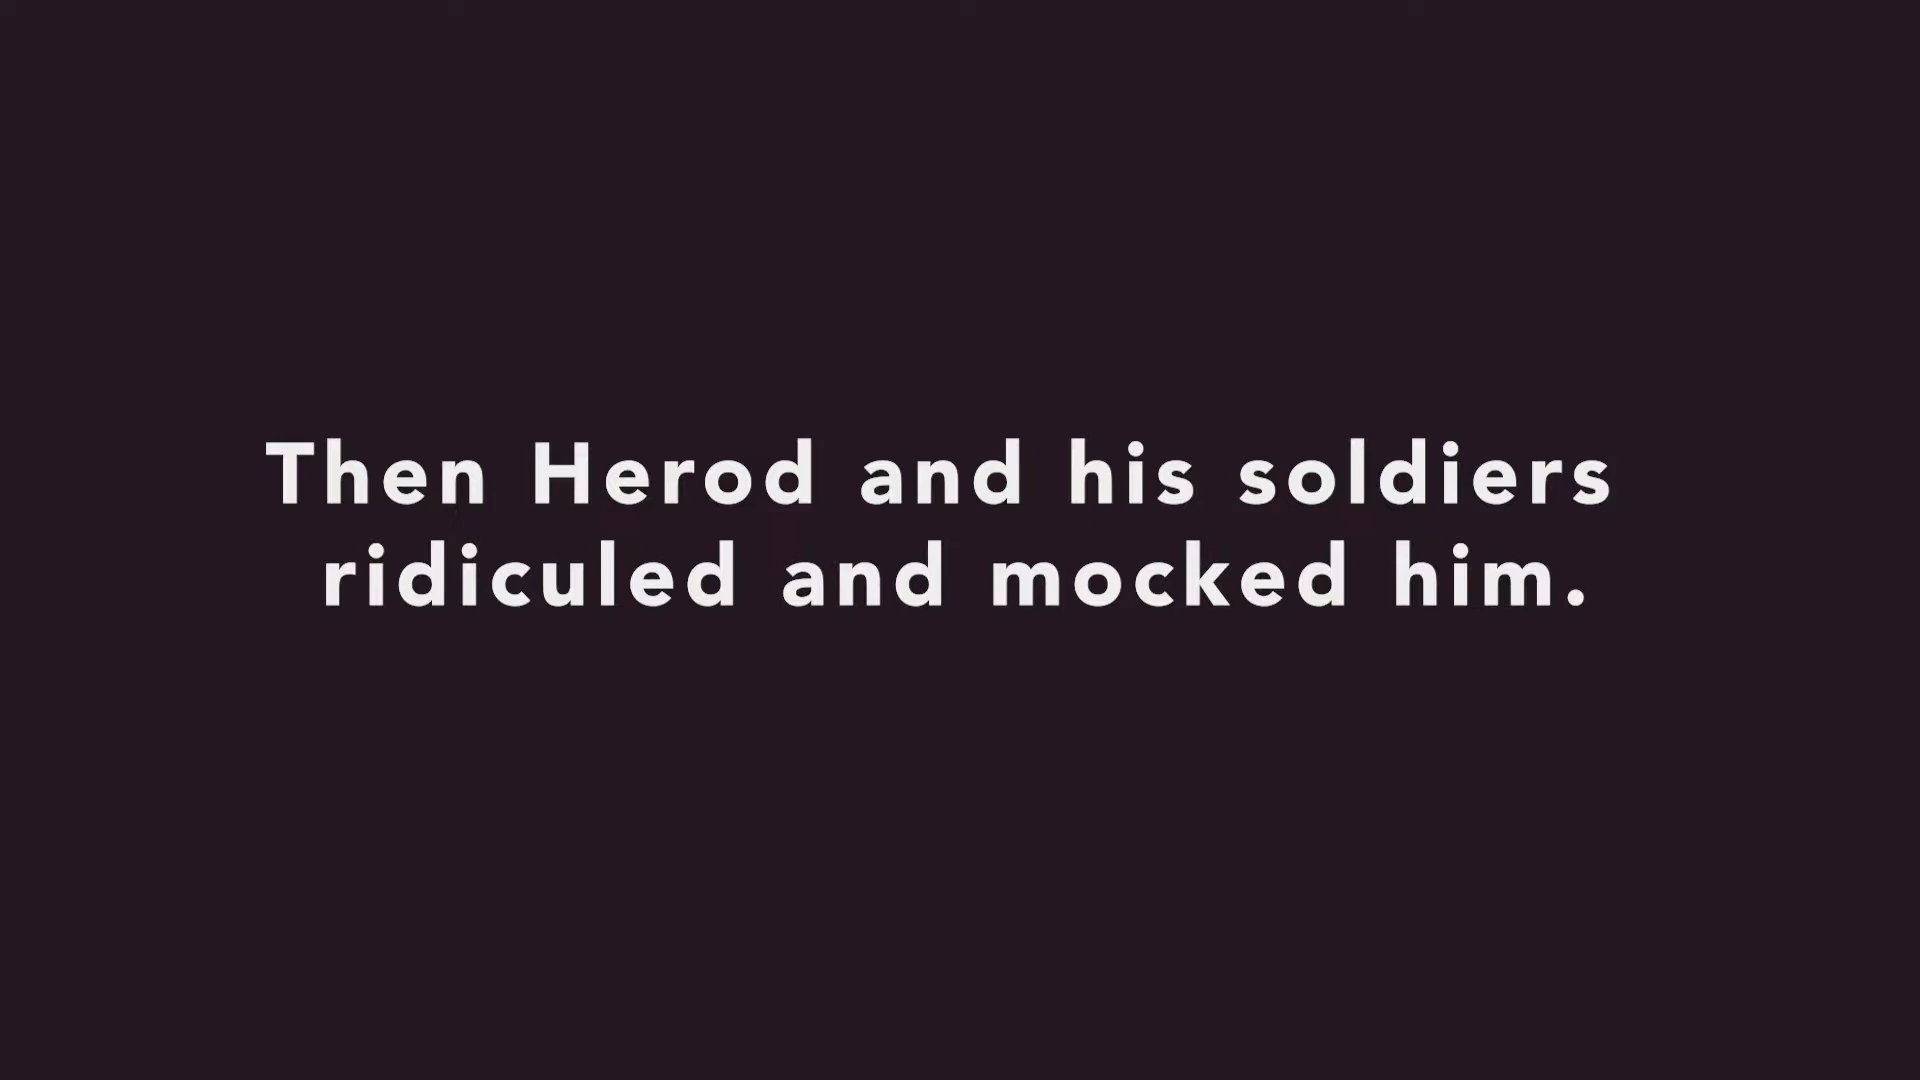 Then Herod and his soldiers
ridiculed and mocked him.